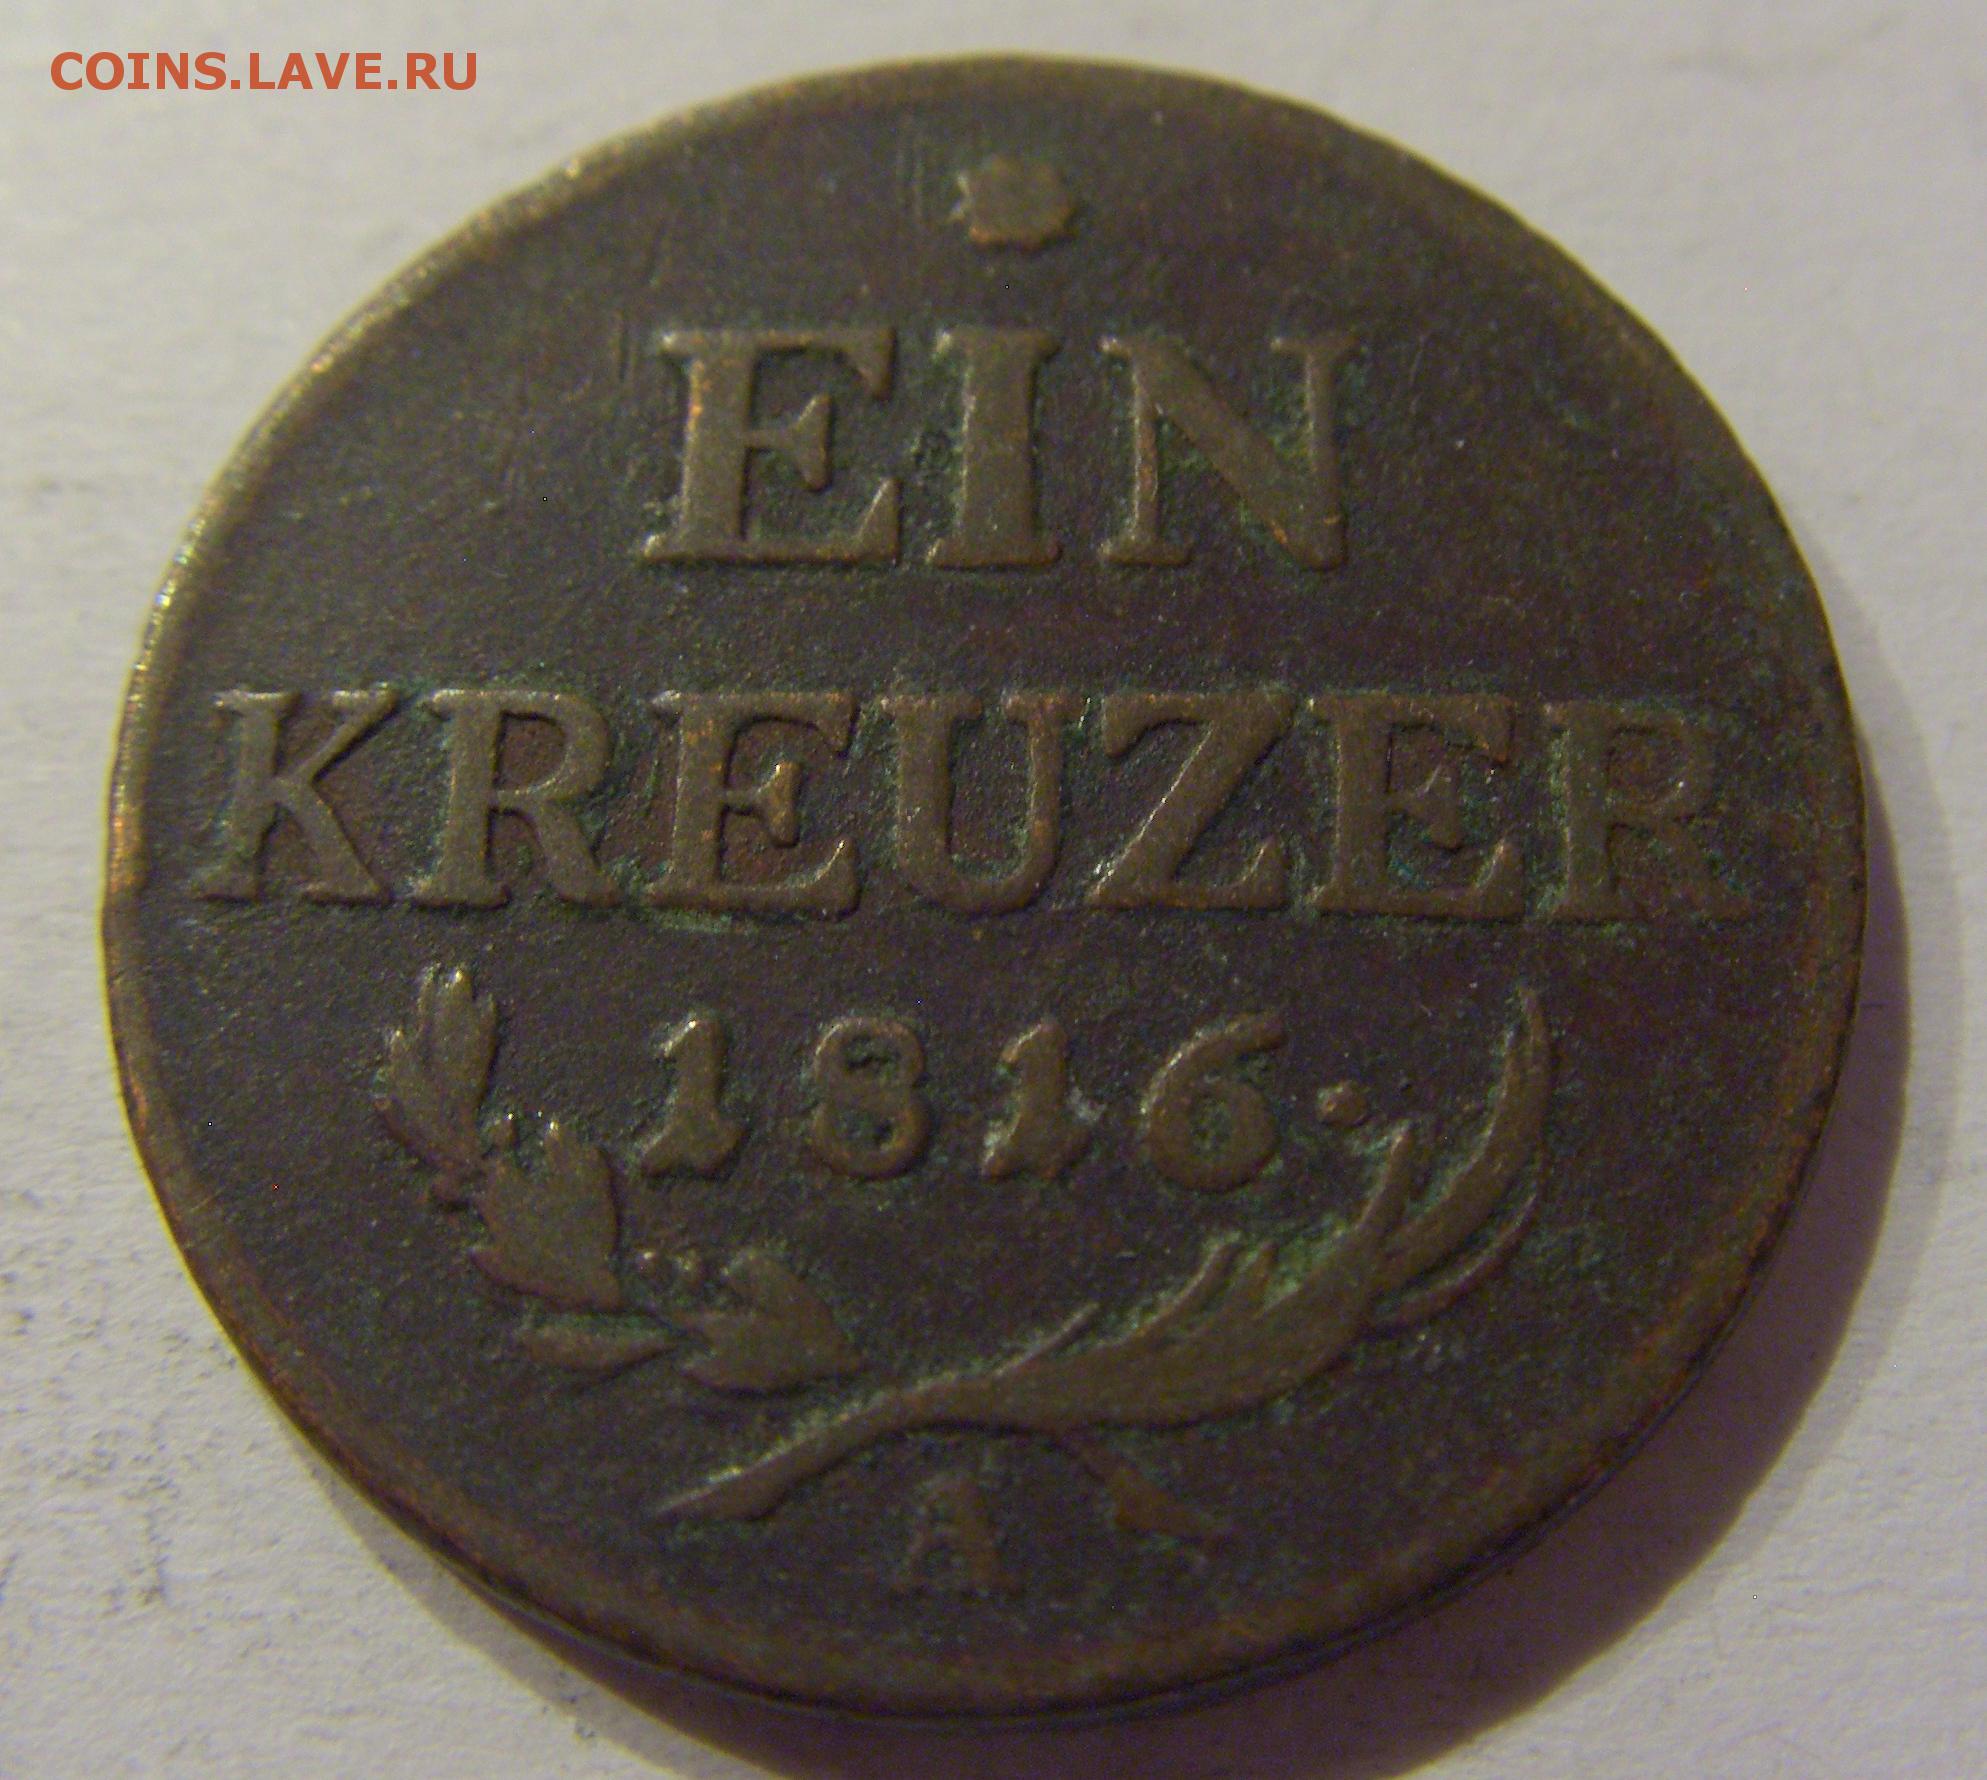 COINS.LAVE.RU
EIN
KREUZER
1816.
A